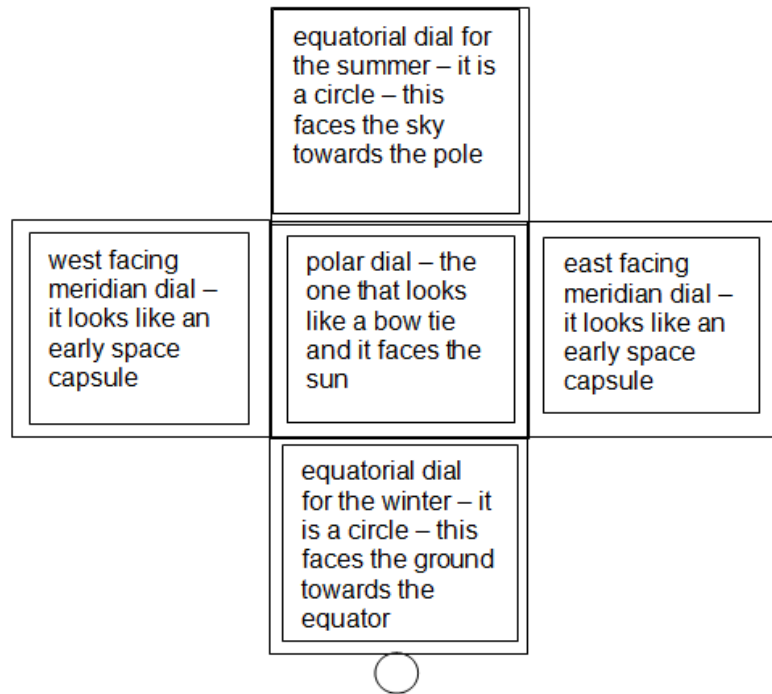 equatorial dial for
the summer – it is
a circle – this
faces the sky
towards the pole
west facing
meridian dial –
it looks like an
early space
capsule
polar dial – the
one that looks
like a bow tie
and it faces the
sun
east facing
meridian dial –
it looks like an
early space
capsule
equatorial dial
for the winter – it
is a circle – this
faces the ground
towards the
equator